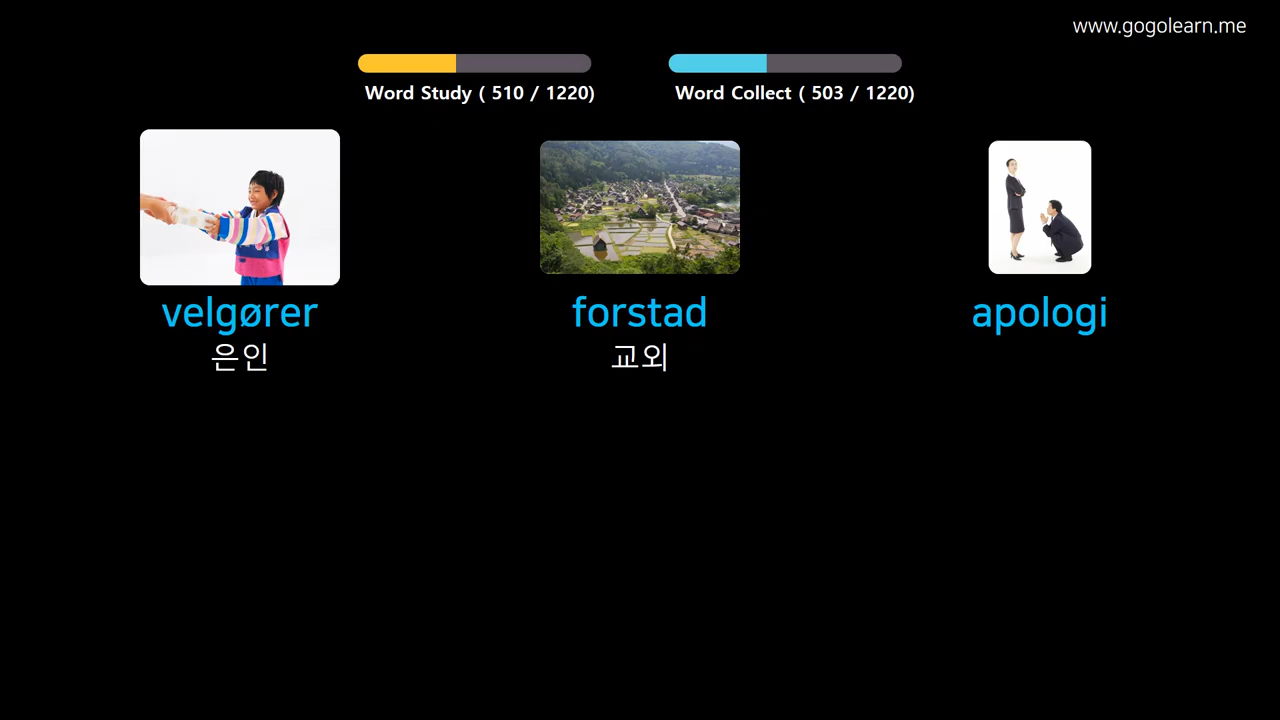 www.gogolearn.me
Word Study ( 510 / 1220)
Word Collect ( 503 / 1220)
velgører
forstad
apologi
은인
교외